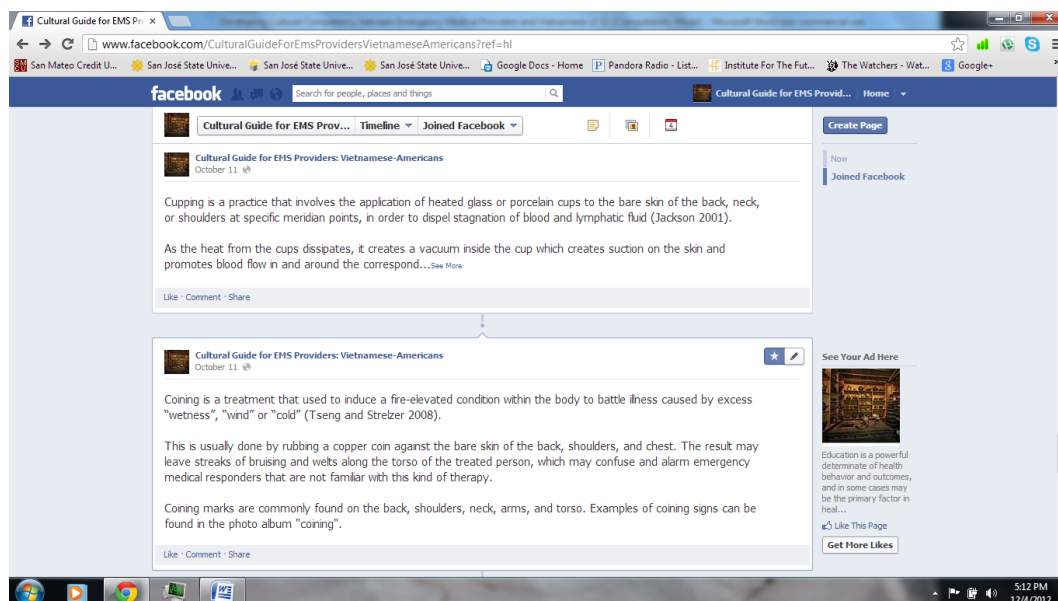 Cultural Guide for EMS Pr
www.facebook.com/CulturalGuideForEmsProvidersVietnameseAmericans?ref=hl
San Mateo Credit U... San José State Unive... San José State Unive... San José State Unive... Google Docs - Home Pandora Radio - List... Institute For The Fut... The Watchers - Wat... Google+
facebook Search for people, places and things Cultural Guide for EMS Provid... Home
Cultural Guide for EMS Prov... Timeline Joined Facebook Create Page
Now
Joined Facebook
Cultural Guide for EMS Providers: Vietnamese-Americans
October 11
Cupping is a practice that involves the application of heated glass or porcelain cups to the bare skin of the back, neck,
or shoulders at specific meridian points, in order to dispel stagnation of blood and lymphatic fluid (Jackson 2001).
As the heat from the cups dissipates, it creates a vacuum inside the cup which creates suction on the skin and
promotes blood flow in and around the correspond...See More
Like · Comment · Share
Cultural Guide for EMS Providers: Vietnamese-Americans
October 11
Coining is a treatment that used to induce a fire-elevated condition within the body to battle illness caused by excess
“wetness”, “wind” or “cold” (Tseng and Strelzer 2008).
This is usually done by rubbing a copper coin against the bare skin of the back, shoulders, and chest. The result may
leave streaks of bruising and welts along the torso of the treated person, which may confuse and alarm emergency
medical responders that are not familiar with this kind of therapy.
Coining marks are commonly found on the back, shoulders, neck, arms, and torso. Examples of coining signs can be
found in the photo album "coining".
Like · Comment · Share
See Your Ad Here
Education is a powerful
determinate of health
behavior and outcomes,
and in some cases may
be the primary factor in
heal...
Like This Page
Get More Likes
5:12 PM
12/4/2012